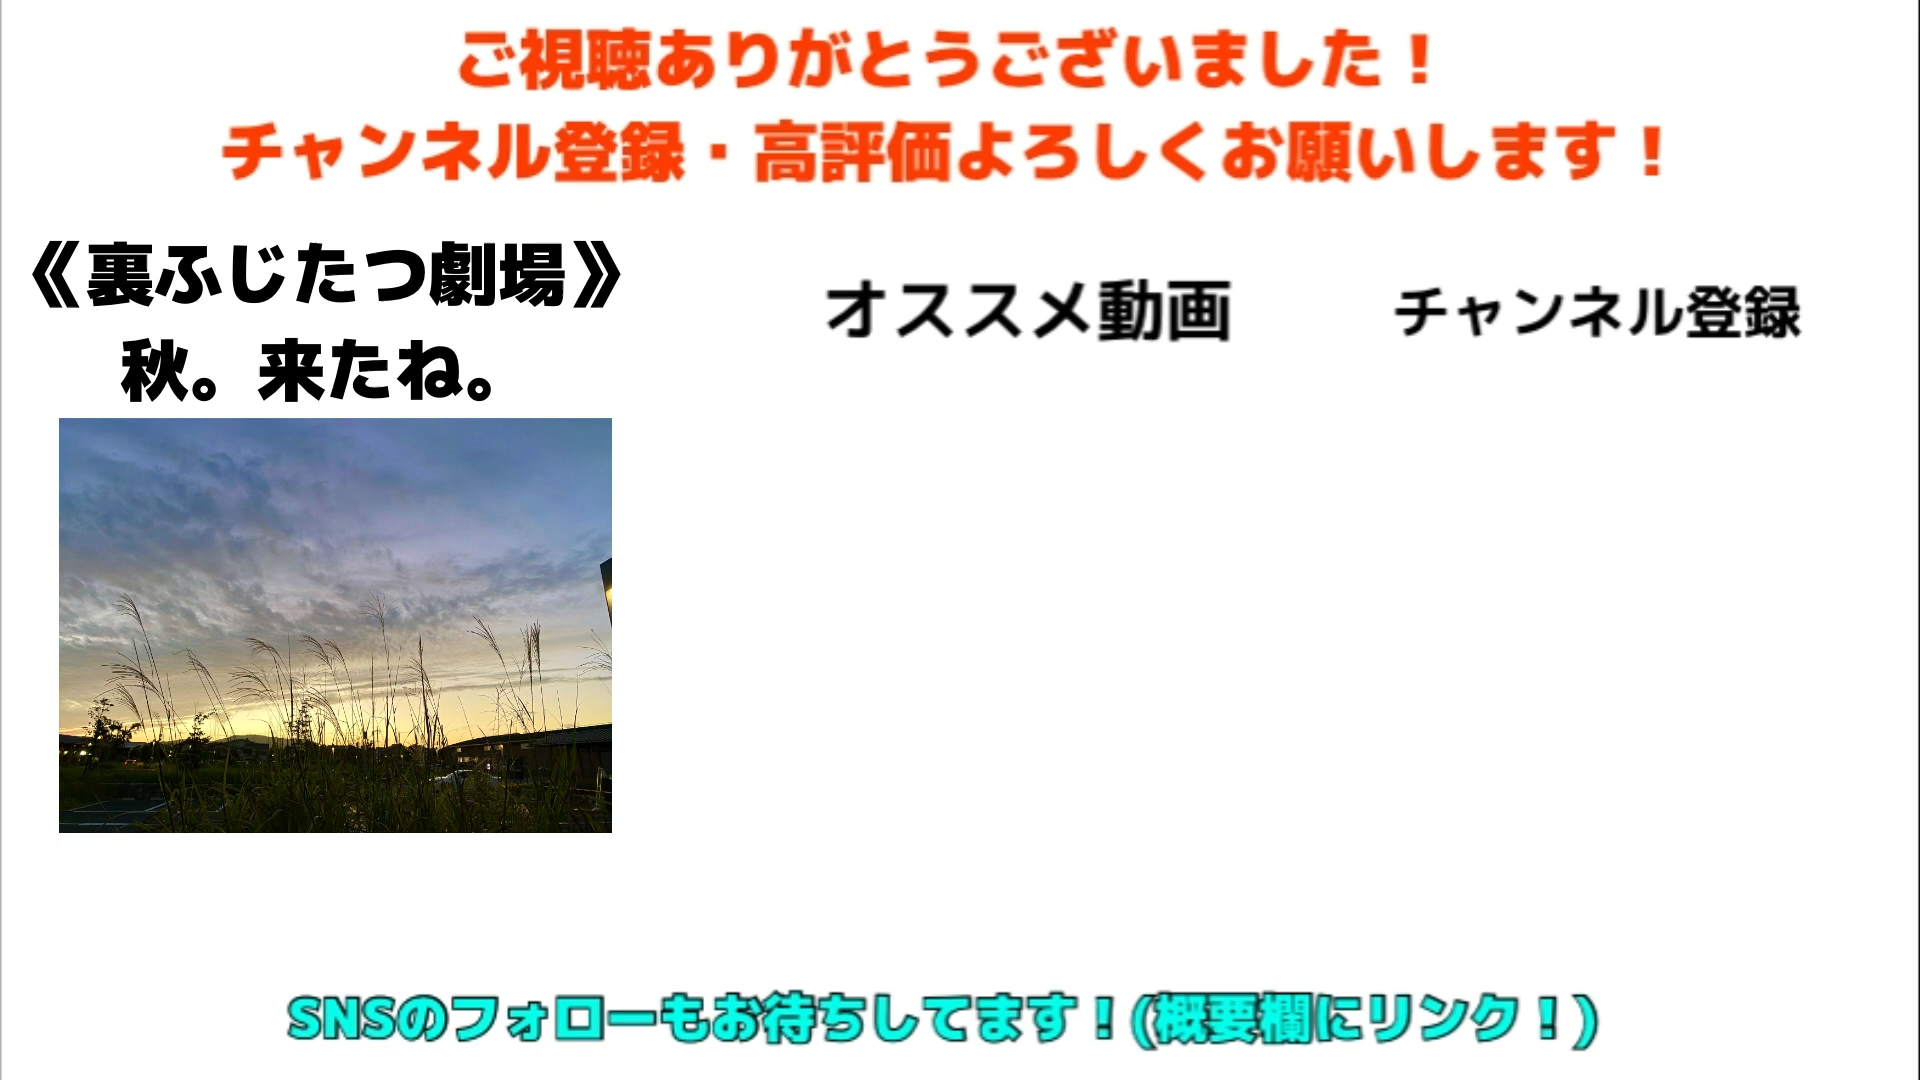 ご視聴ありがとうございました！
チャンネル登録・高評価よろしくお願いします！
《裏ふじたつ劇場》
秋。来たね。
オススメ動画
チャンネル登録
SNSのフォローもお待ちしてます！(概要欄にリンク！)